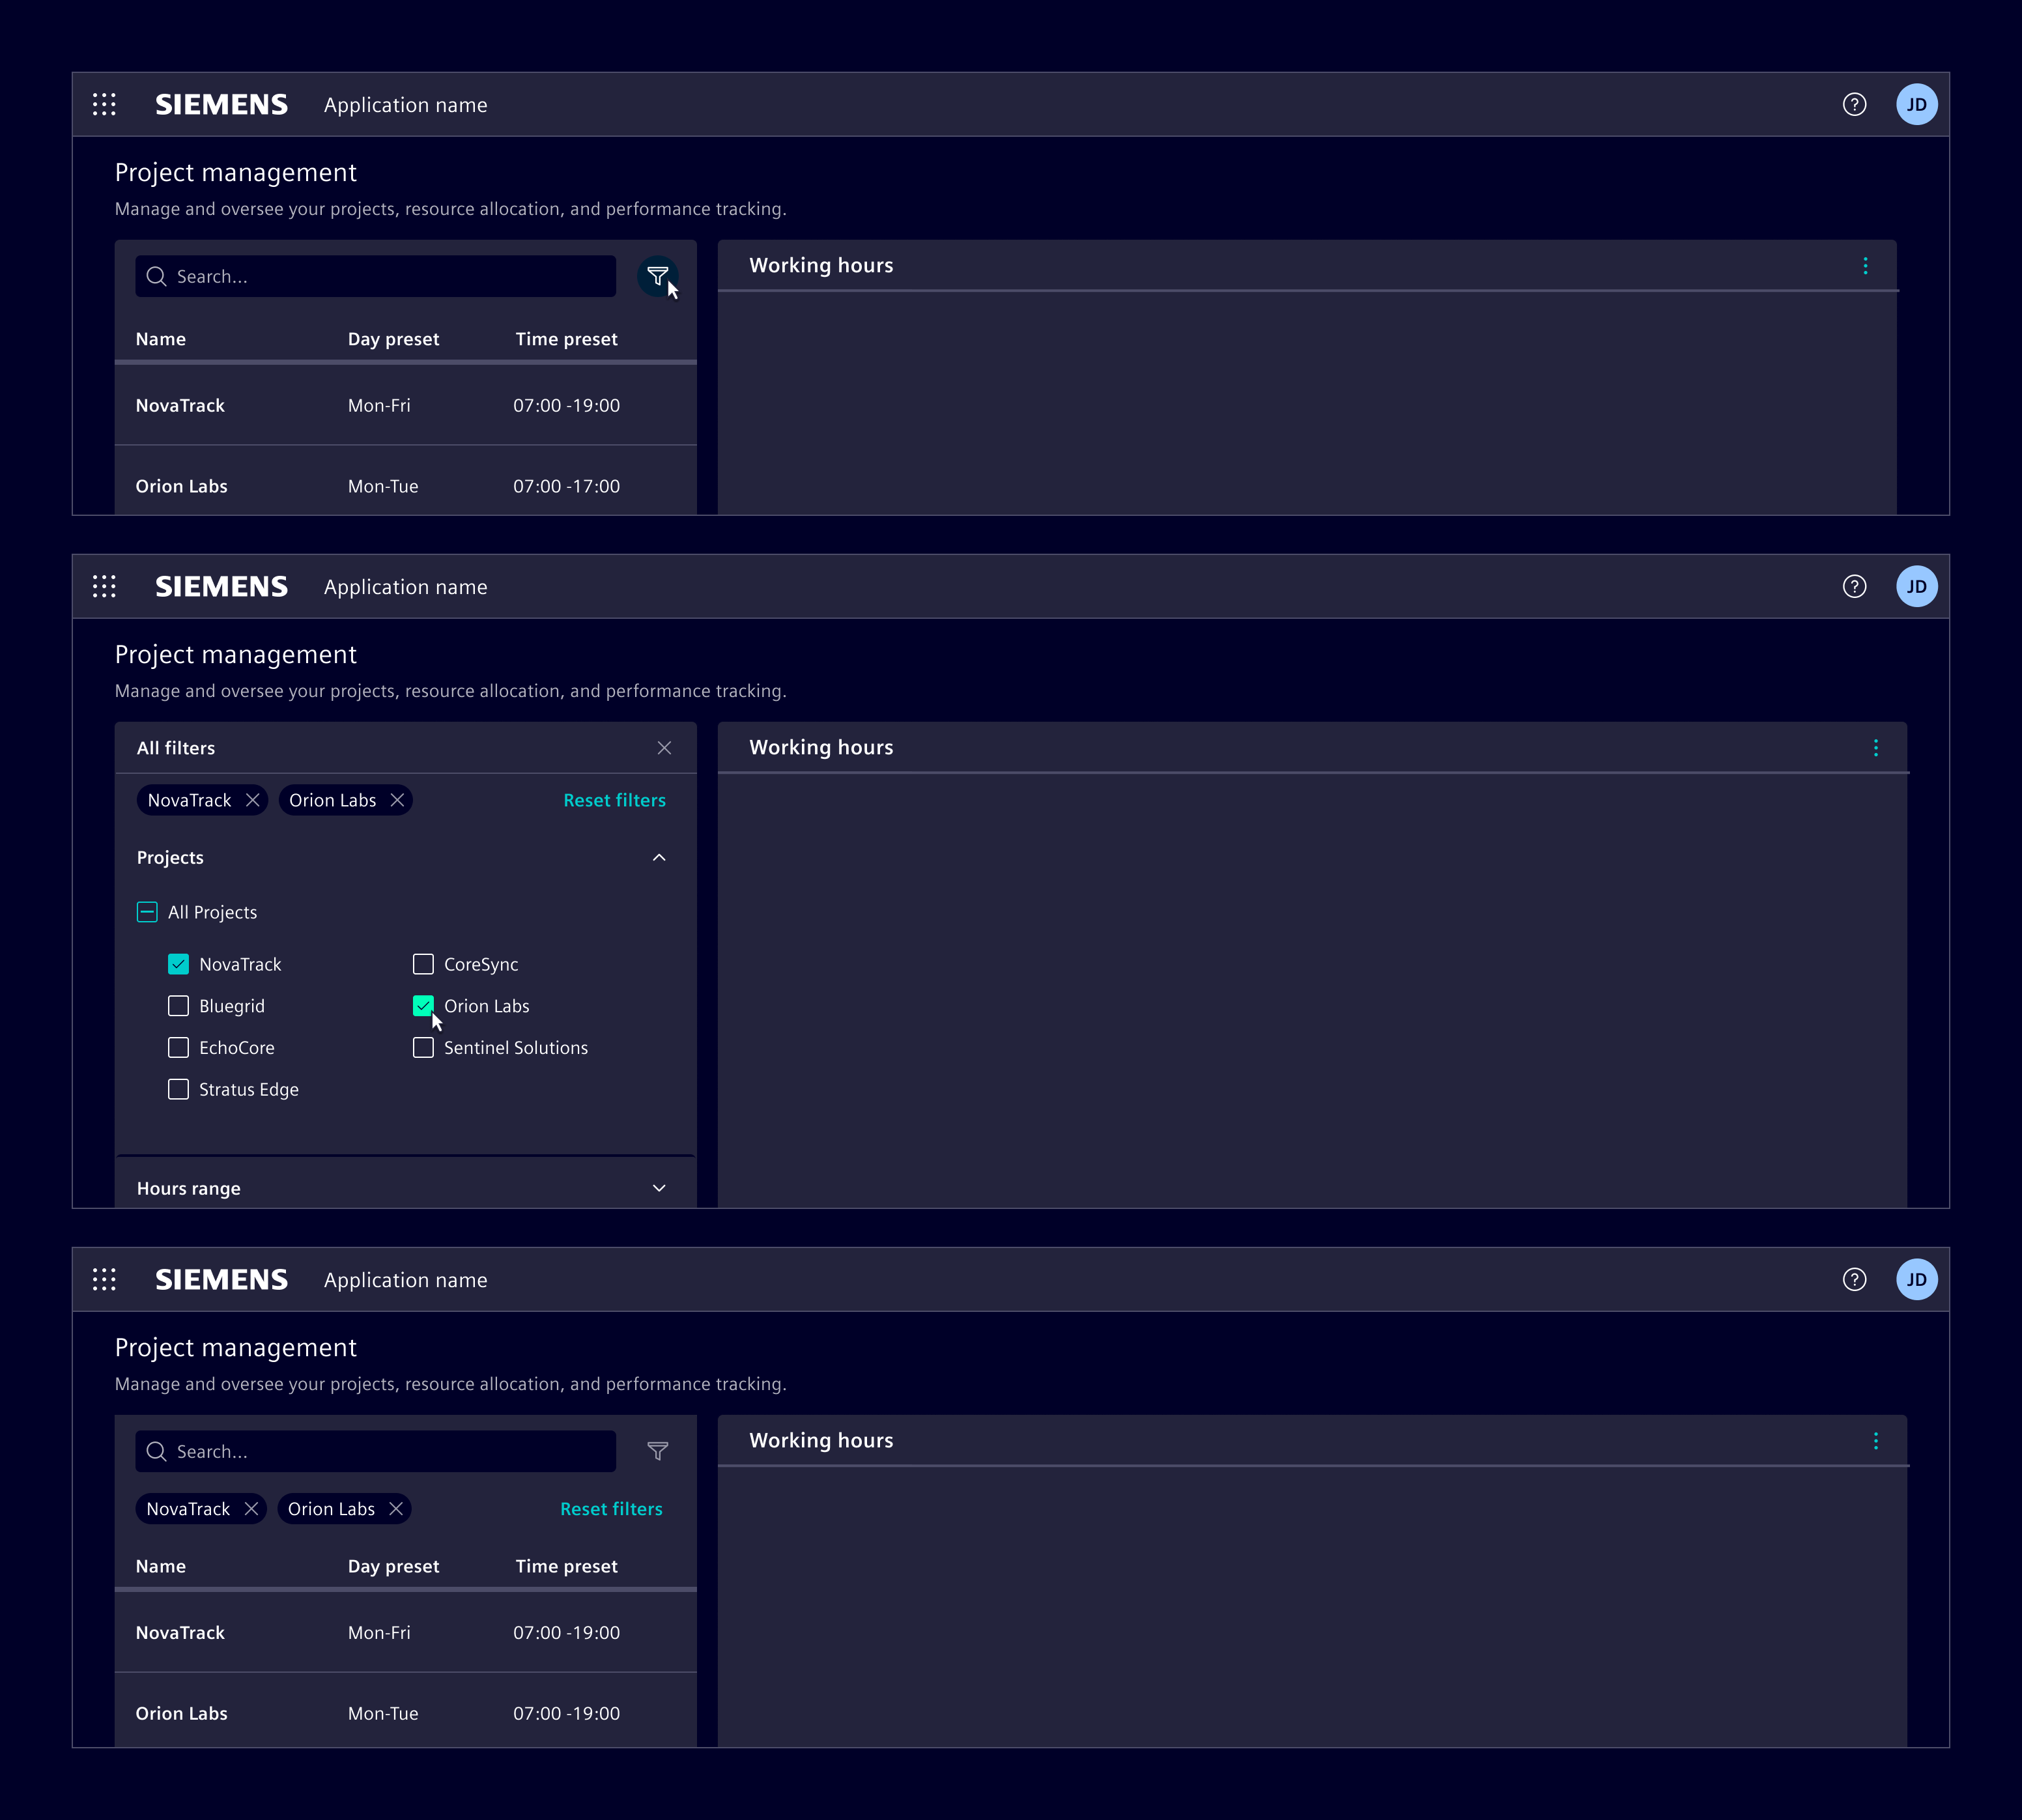 SIEMENS Application name ? JD
Project management
Manage and oversee your projects, resource allocation, and performance tracking.
Search...
Working hours
Name Day preset Time preset
NovaTrack Mon-Fri 07:00 -19:00
Orion Labs Mon-Tue 07:00 -17:00
SIEMENS Application name ? JD
Project management
Manage and oversee your projects, resource allocation, and performance tracking.
All filters
Working hours
NovaTrack Orion Labs Reset filters
Projects
All Projects
NovaTrack CoreSync
Bluegrid Orion Labs
EchoCore Sentinel Solutions
Stratus Edge
Hours range
SIEMENS Application name ? JD
Project management
Manage and oversee your projects, resource allocation, and performance tracking.
Search...
Working hours
NovaTrack Orion Labs Reset filters
Name Day preset Time preset
NovaTrack Mon-Fri 07:00 -19:00
Orion Labs Mon-Tue 07:00 -19:00